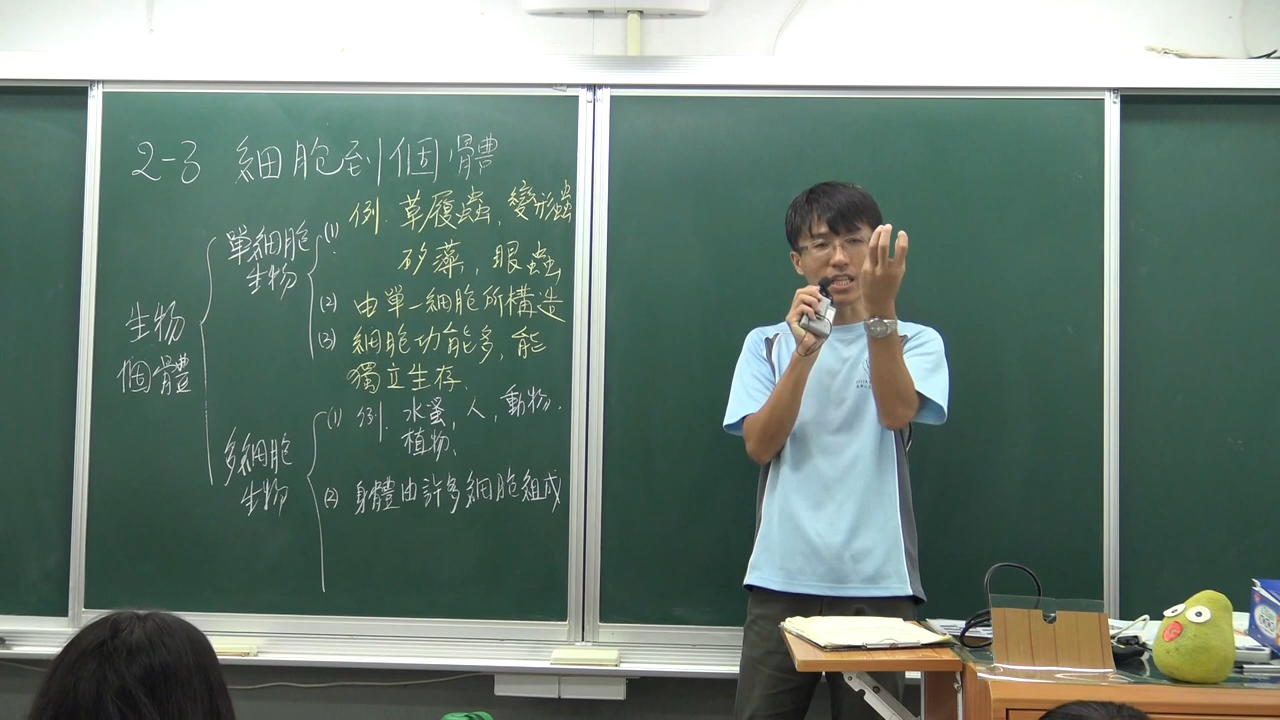 2-3 細胞到個體
生物
個體
單細胞
生物
(1) 例. 草履蟲、變形蟲
矽藻, 眼蟲
(2) 由單一細胞所構造
(3) 細胞功能多, 能
獨立生存.
多細胞
生物
(1) 例. 水蚤, 人, 動物.
植物、
(2) 身體由許多細胞組成